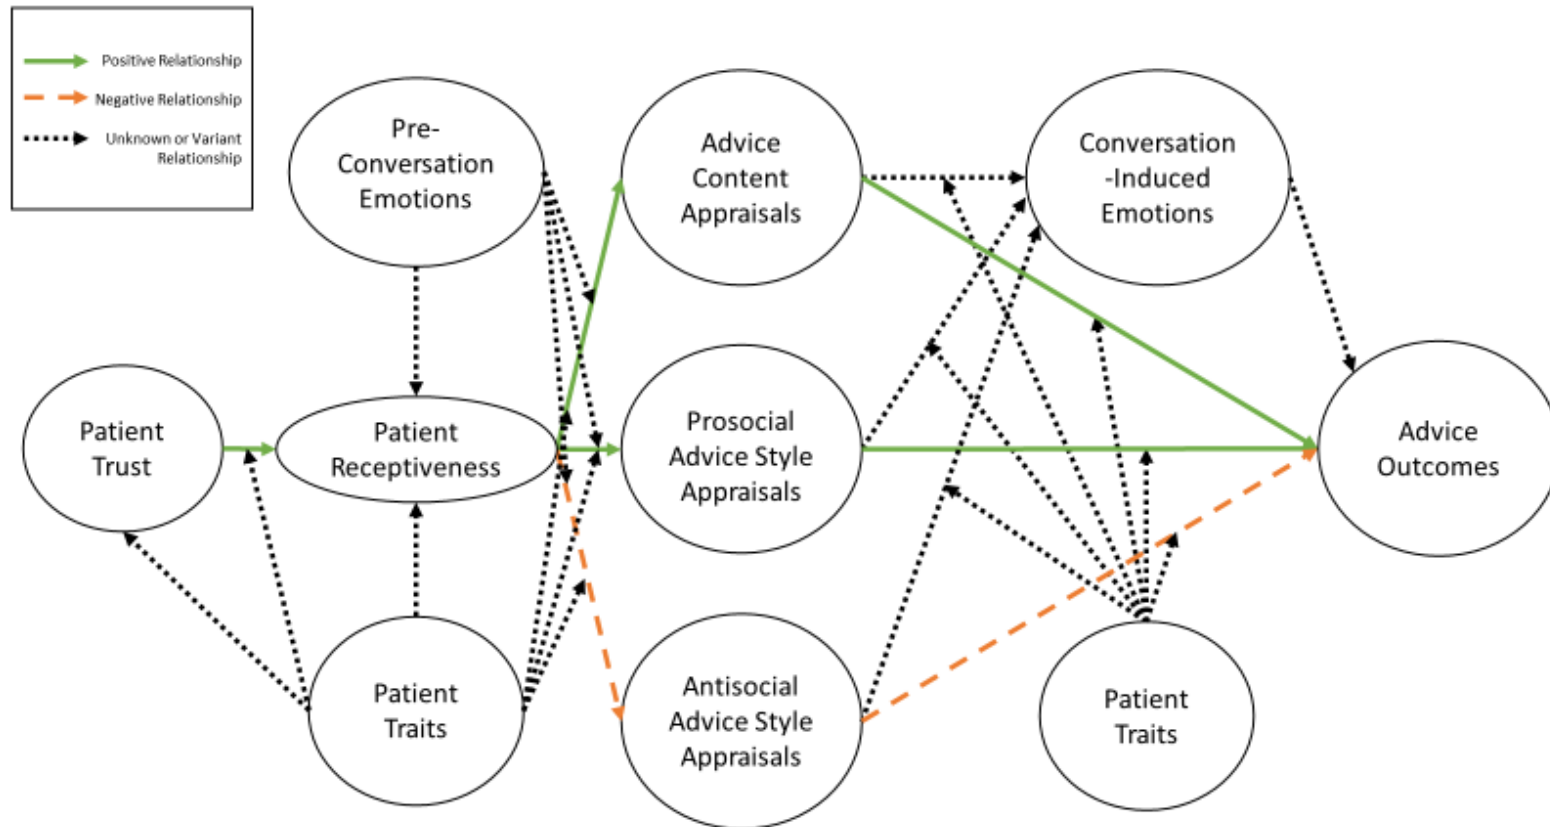 Positive Relationship
Negative Relationship
Unknown or Variant
Relationship
Pre-
Conversation
Emotions
Advice
Content
Appraisals
Conversation
-Induced
Emotions
Patient
Trust
Patient
Receptiveness
Prosocial
Advice Style
Appraisals
Advice
Outcomes
Patient
Traits
Antisocial
Advice Style
Appraisals
Patient
Traits